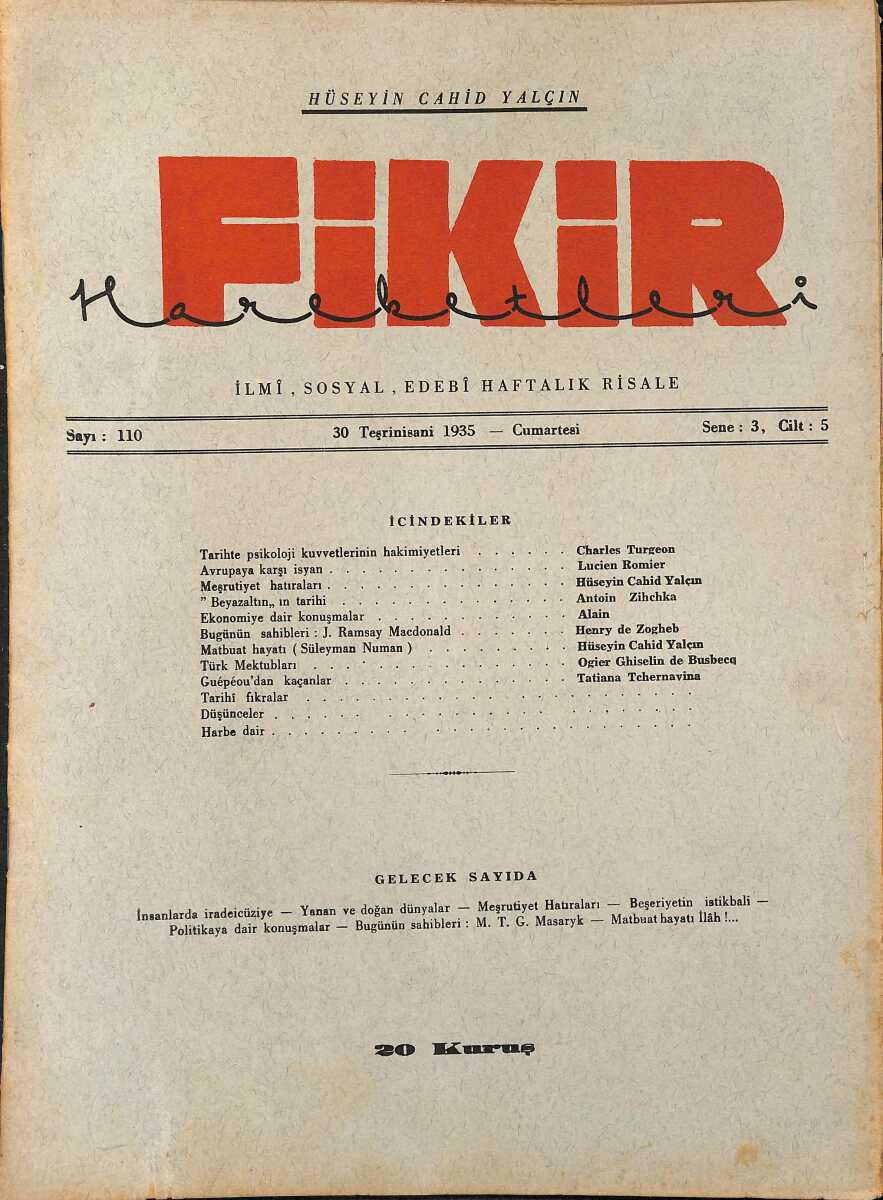 HÜSEYİN CAHİD YALÇIN
FİKİR
Hareketleri
İLMÎ, SOSYAL, EDEBÎ HAFTALIK RİSALE
Sayı : 110 30 Teşrinisani 1935 — Cumartesi Sene : 3, Cilt : 5
İCİNDEKİLER
Tarihte psikoloji kuvvetlerinin hakimiyetleri . . . . . . Charles Turgeon
Avrupaya karşı isyan . . . . . . . . . . . . . . . Lucien Romier
Meşrutiyet hatıraları . . . . . . . . . . . . . . . Hüseyin Cahid Yalçın
" Beyazaltın„ ın tarihi . . . . . . . . . . . . . . Antoin Zihchka
Ekonomiye dair konuşmalar . . . . . . . . . . . . Alain
Bugünün sahibleri : J. Ramsay Macdonald . . . . . . . Henry de Zogheb
Matbuat hayatı ( Süleyman Numan ) . . . . . . . . . Hüseyin Cahid Yalçın
Türk Mektubları . . . . . . . . . . . . . . . . Ogier Ghiselin de Busbecq
Guépéou'dan kaçanlar . . . . . . . . . . . . . . Tatiana Tchernavina
Tarihî fıkralar . . . . . . . . . . . . . . . . . . . . . .
Düşünceler . . . . . . . . . . . . . . . . . . . . . . . .
Harbe dair . . . . . . . . . . . . . . . . . . . . . . . .
GELECEK SAYIDA
İnsanlarda iradeicüziye — Yanan ve doğan dünyalar — Meşrutiyet Hatıraları — Beşeriyetin istikbali —
Politikaya dair konuşmalar — Bugünün sahibleri : M. T. G. Masaryk — Matbuat hayatı İlâh !...
20 Kuruş